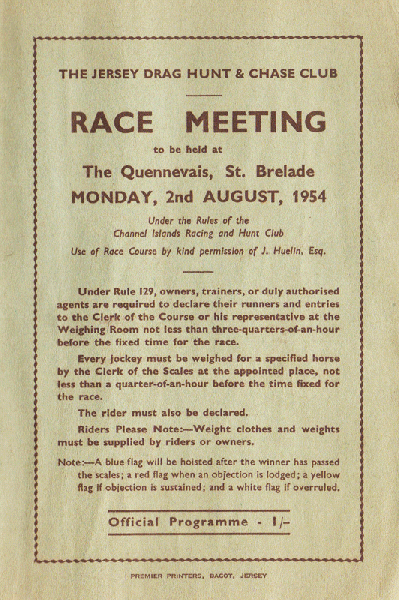 THE JERSEY DRAG HUNT & CHASE CLUB
RACE MEETING
to be held at
The Quennevais, St. Brelade
MONDAY, 2nd AUGUST, 1954
Under the Rules of the
Channel Islands Racing and Hunt Club
Use of Race Course by kind permission of J. Huelin, Esq.
Under Rule 129, owners, trainers, or duly authorised
agents are required to declare their runners and entries
to the Clerk of the Course or his representative at the
Weighing Room not less than three-quarters-of-an-hour
before the fixed time for the race.
Every jockey must be weighed for a specified horse
by the Clerk of the Scales at the appointed place, not
less than a quarter-of-an-hour before the time fixed for
the race.
The rider must also be declared.
Riders Please Note:—Weight clothes and weights
must be supplied by riders or owners.
Note:—A blue flag will be hoisted after the winner has passed
the scales; a red flag when an objection is lodged; a yellow
flag if objection is sustained; and a white flag if overruled.
Official Programme - 1/-
PREMIER PRINTERS, BAGOT, JERSEY